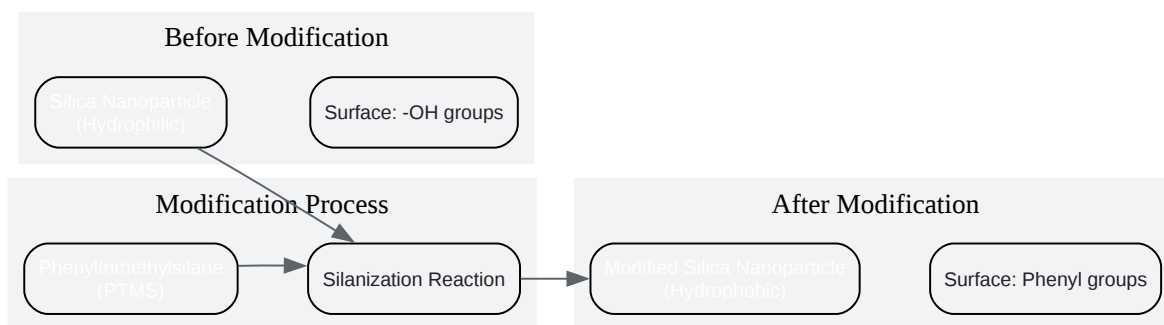 Before Modification
Silica Nanoparticle
(Hydrophilic)
Surface: -OH groups
Modification Process
Phenyltrimethylsilane
(PTMS)
Silanization Reaction
After Modification
Modified Silica Nanoparticle
(Hydrophobic)
Surface: Phenyl groups